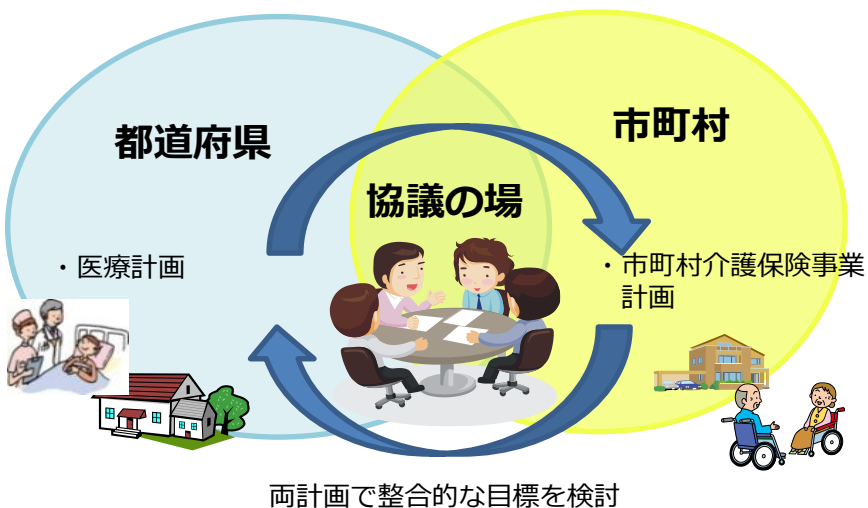 都道府県
市町村
協議の場
・医療計画
・市町村介護保険事業
計画
両計画で整合的な目標を検討